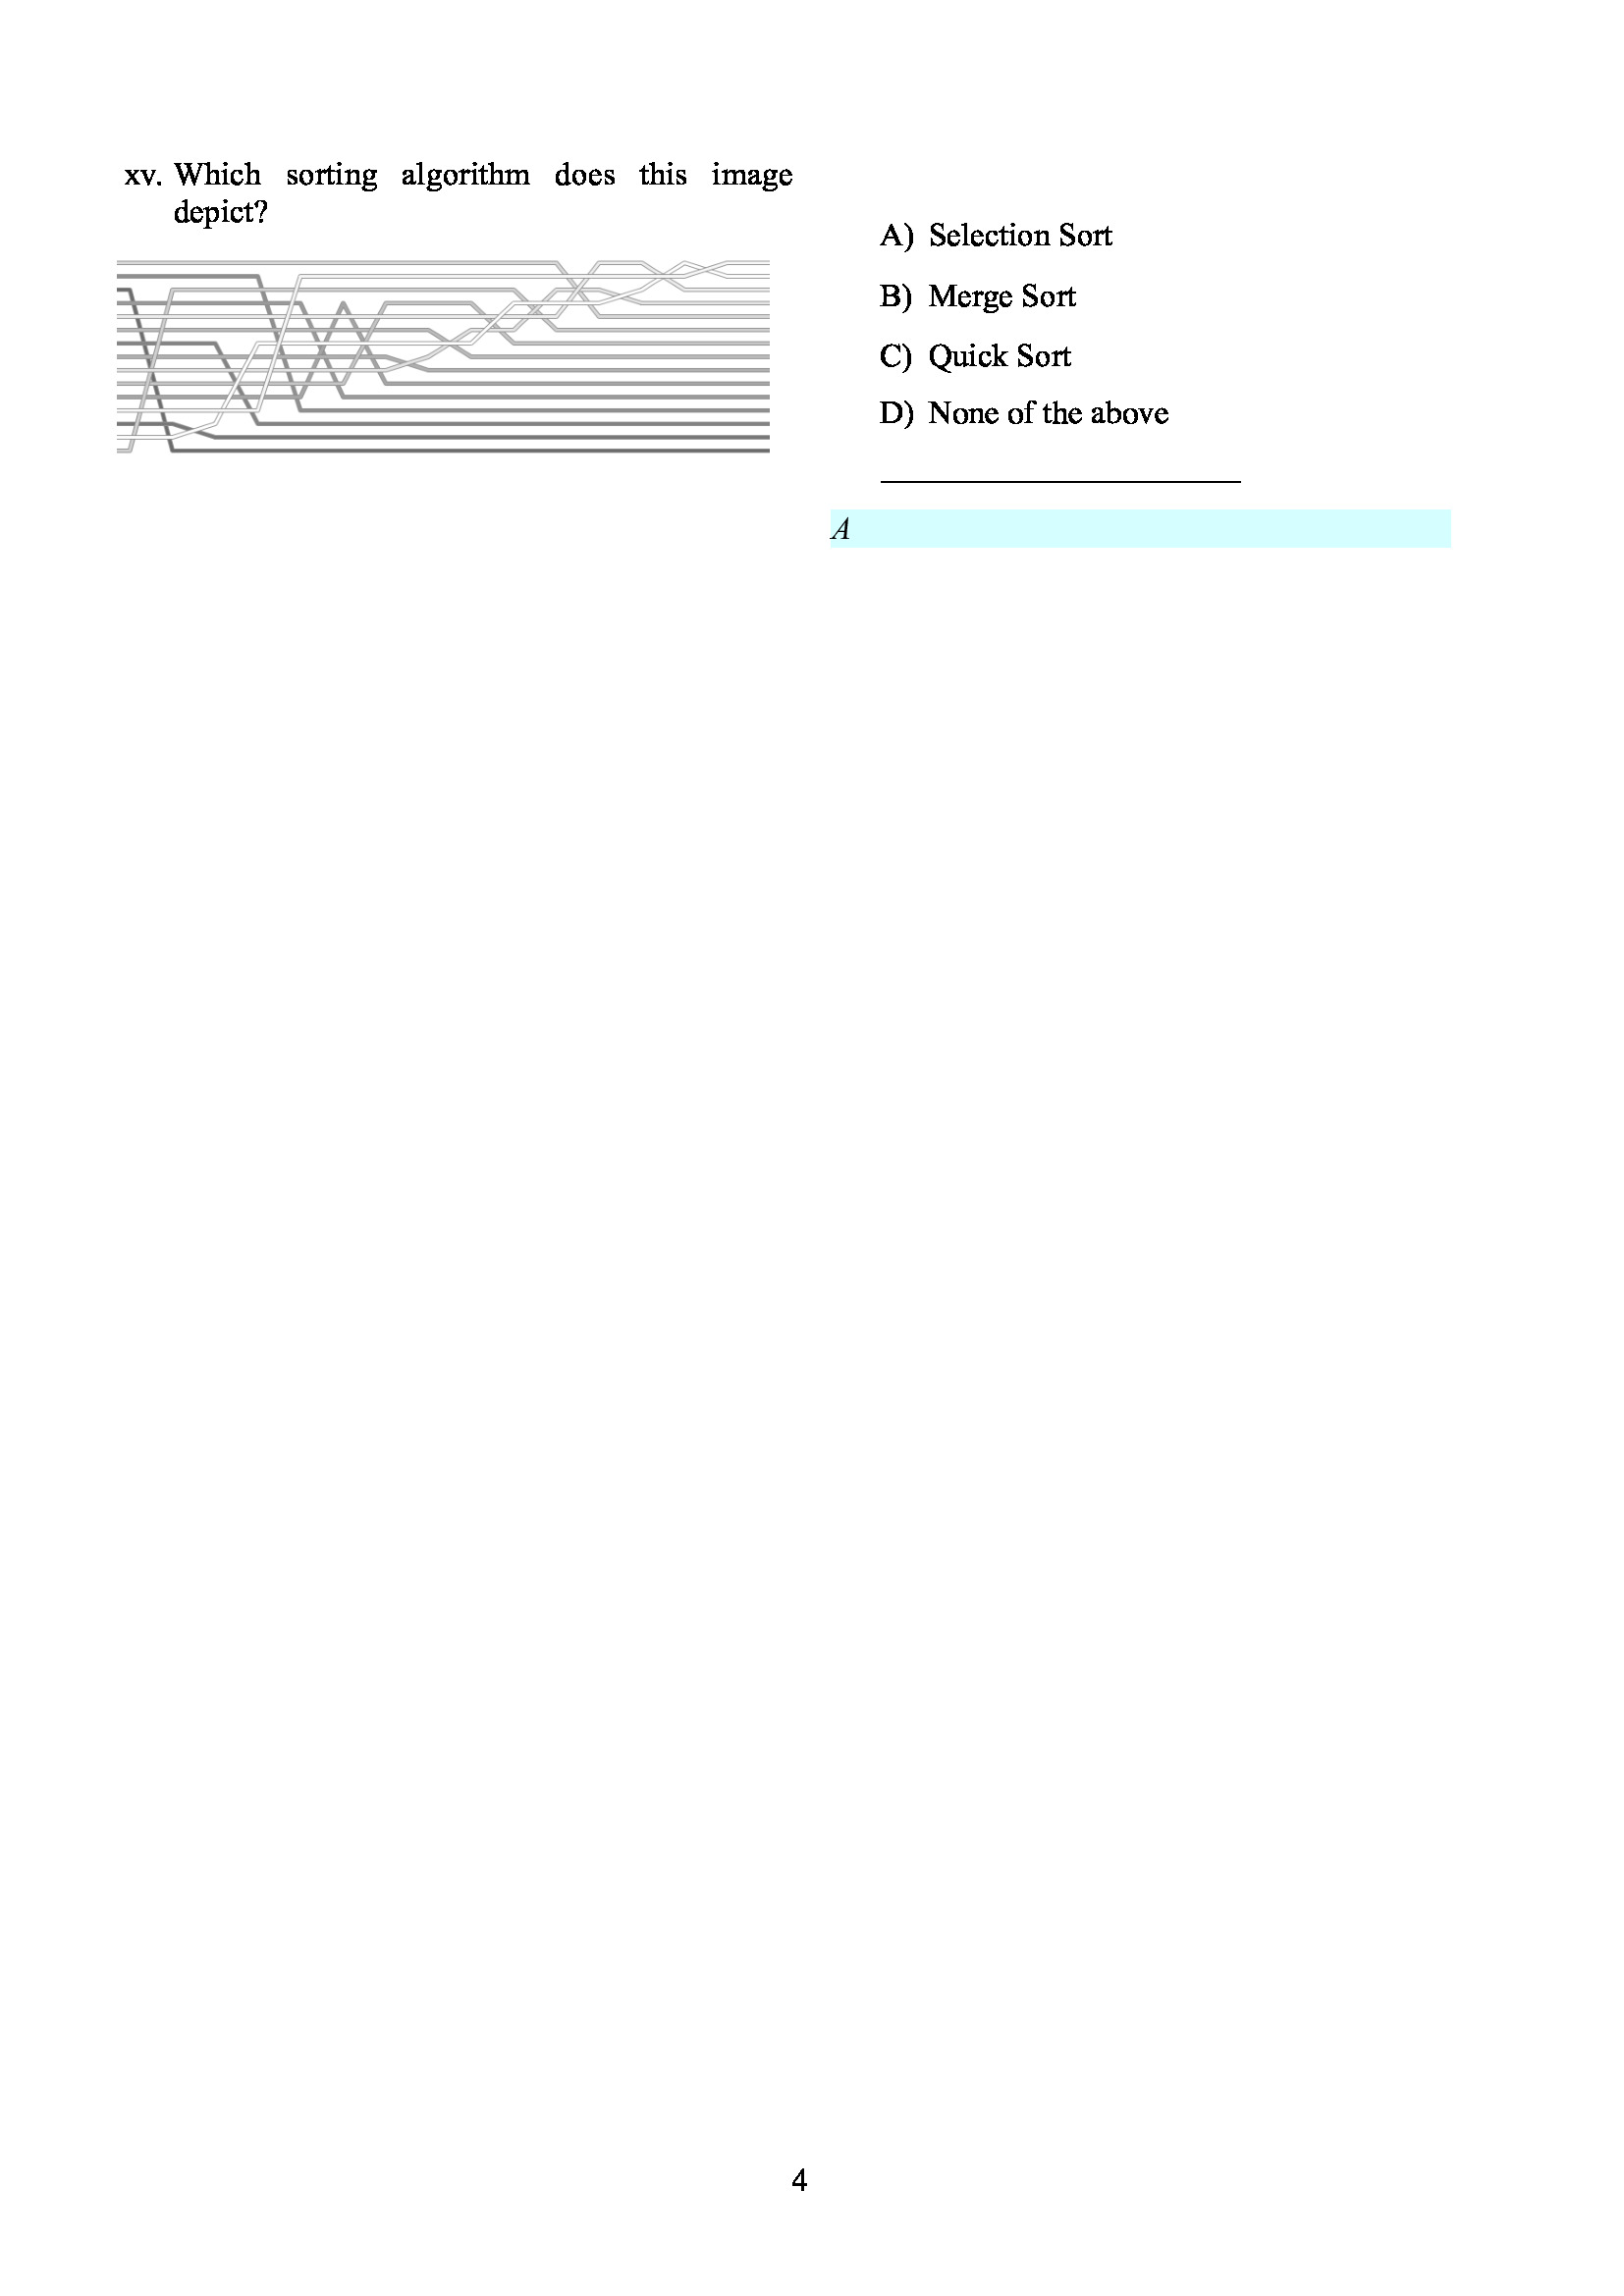 xv. Which sorting algorithm does this image
depict?
A) Selection Sort
B) Merge Sort
C) Quick Sort
D) None of the above
A
4